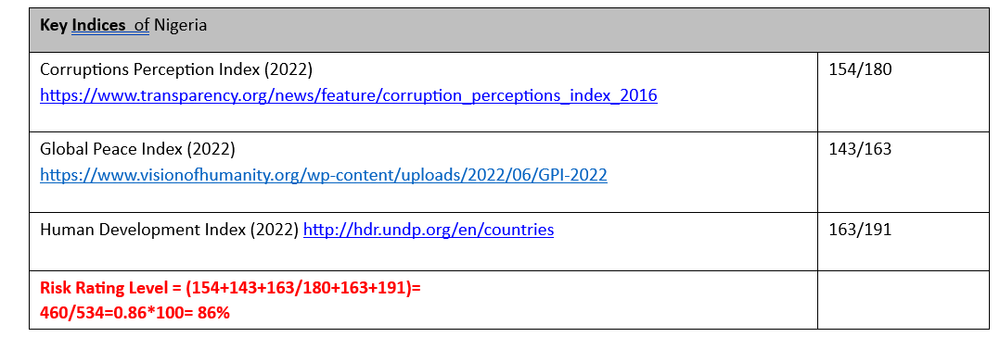 Key Indices  of Nigeria
Corruptions Perception Index (2022)
154/180
https://www.transparency.org/news/feature/corruption_perceptions_index_2016
Global Peace Index (2022)
143/163
https://www.visionofhumanity.org/wp-content/uploads/2022/06/GPI-2022
Human Development Index (2022) http://hdr.undp.org/en/countries
163/191
Risk Rating Level = (154+143+163/180+163+191)=
460/534=0.86*100= 86%